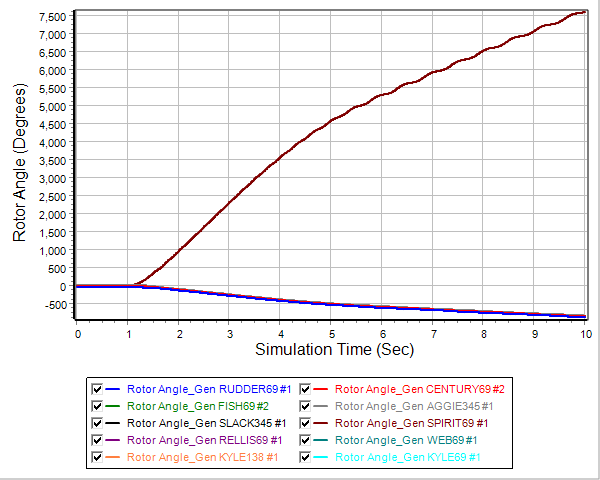 7,500
7,000
6,500
6,000
5,500
5,000
4,500
4,000
3,500
3,000
2,500
2,000
1,500
1,000
500
0
-500
Rotor Angle (Degrees)
0 1 2 3 4 5 6 7 8 9 10
Simulation Time (Sec)
Rotor Angle_Gen RUDDER69 #1 Rotor Angle_Gen CENTURY69 #2
Rotor Angle_Gen FISH69 #2 Rotor Angle_Gen AGGIE345 #1
Rotor Angle_Gen SLACK345 #1 Rotor Angle_Gen SPIRIT69 #1
Rotor Angle_Gen RELLIS69 #1 Rotor Angle_Gen WEB69 #1
Rotor Angle_Gen KYLE138 #1 Rotor Angle_Gen KYLE69 #1